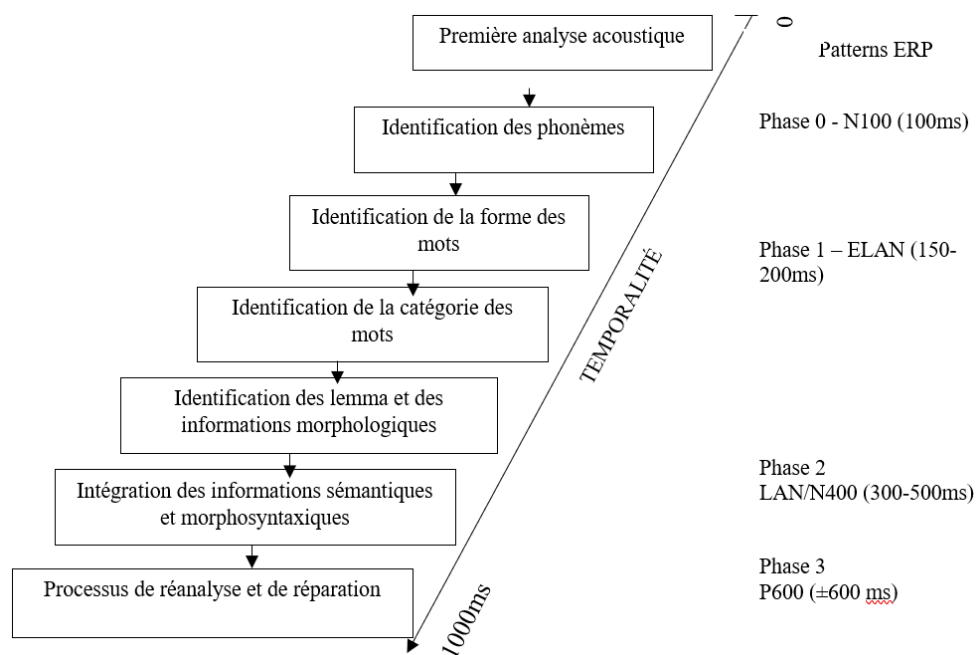 Première analyse acoustique
0
Patterns ERP
Identification des phonèmes
Phase 0 - N100 (100ms)
Identification de la forme des
mots
Phase 1 – ELAN (150-
200ms)
Identification de la catégorie des
mots
TEMPORALITÉ
Identification des lemma et des
informations morphologiques
Intégration des informations sémantiques
et morphosyntaxiques
Phase 2
LAN/N400 (300-500ms)
Processus de réanalyse et de réparation
Phase 3
P600 (±600 ms)
1000ms